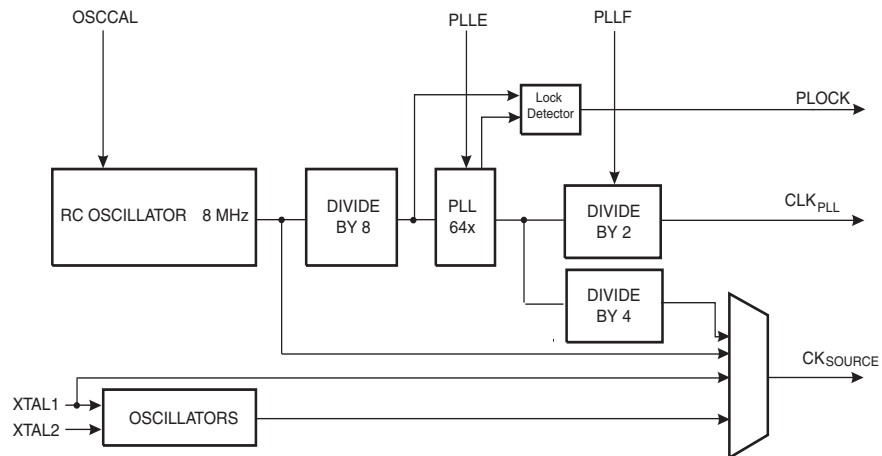 OSCCAL
PLLE
PLLF
Lock
Detector
PLOCK
RC OSCILLATOR 8 MHz
DIVIDE
BY 8
PLL
64x
DIVIDE
BY 2
CLKPLL
DIVIDE
BY 4
CKSOURCE
XTAL1
XTAL2
OSCILLATORS